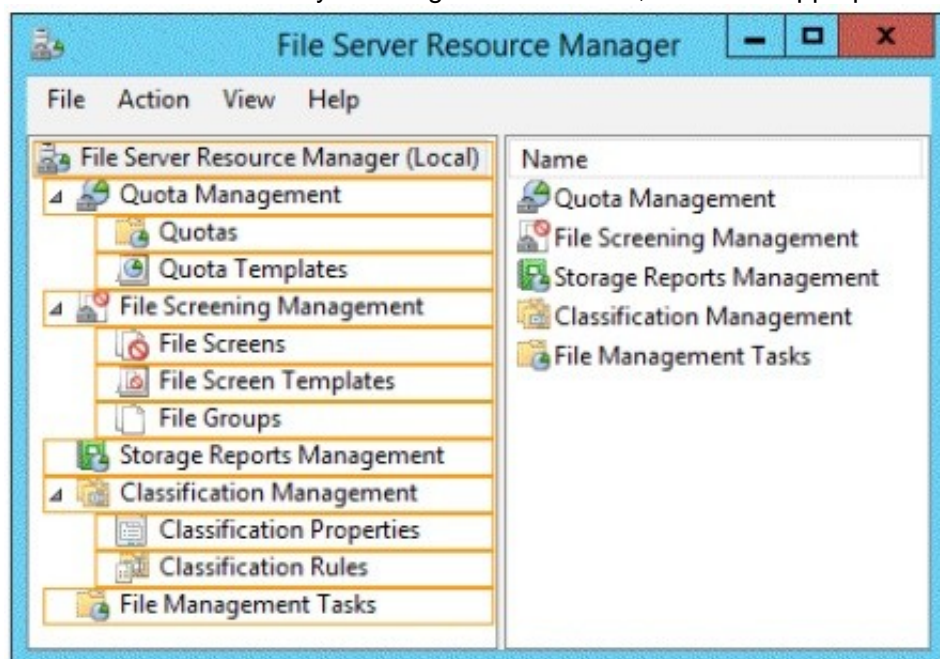 File Server Resource Manager
File Action View Help
File Server Resource Manager (Local)
Quota Management
Quotas
Quota Templates
File Screening Management
File Screens
File Screen Templates
File Groups
Storage Reports Management
Classification Management
Classification Properties
Classification Rules
File Management Tasks
Name
Quota Management
File Screening Management
Storage Reports Management
Classification Management
File Management Tasks